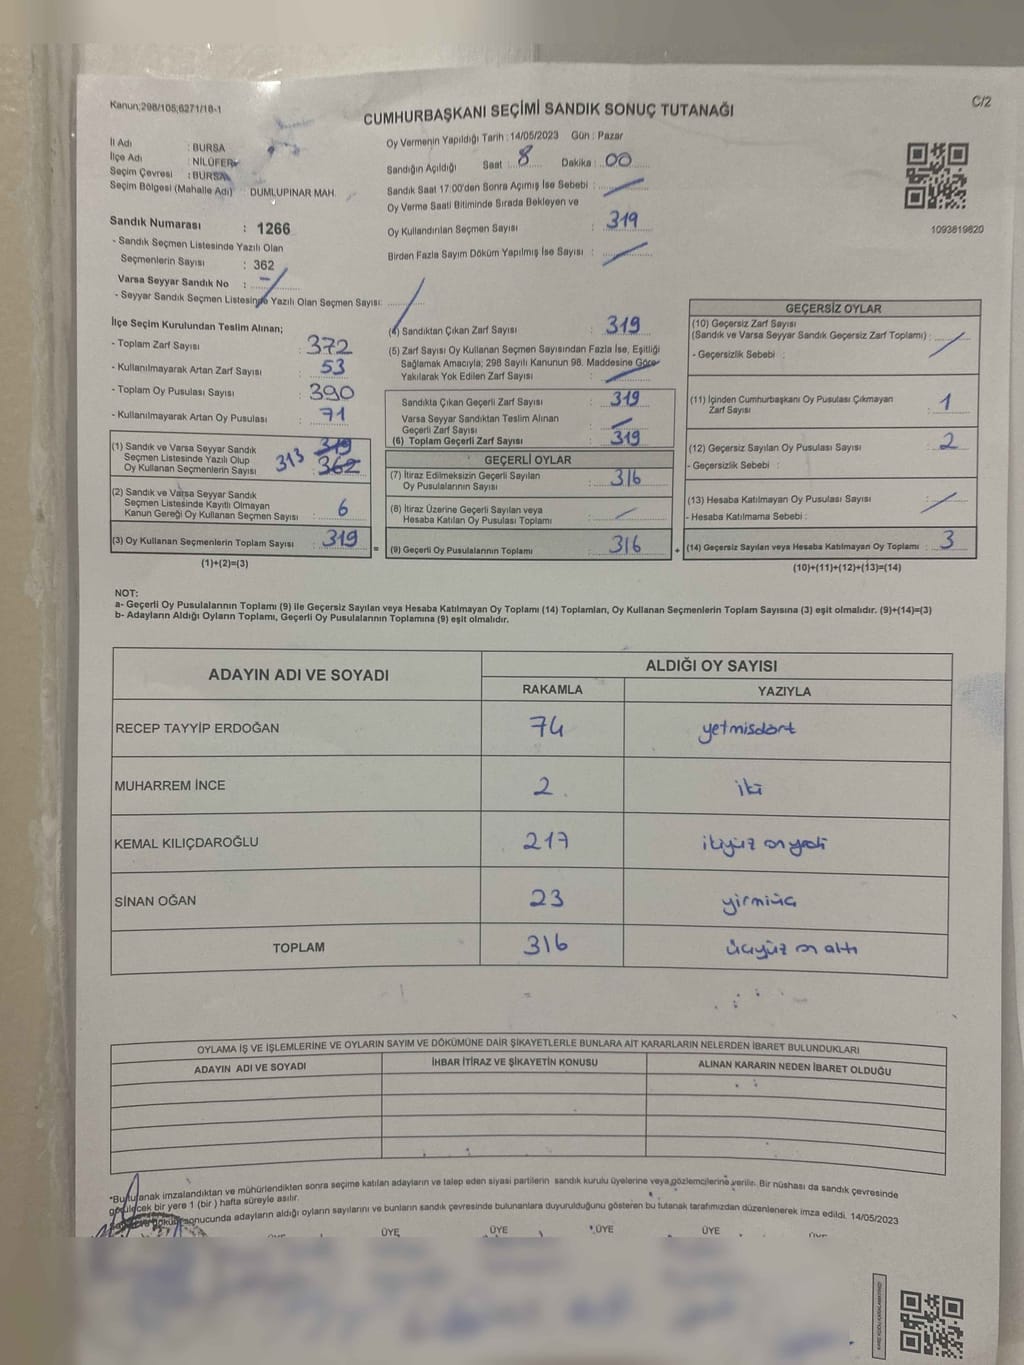 Kanun;298/105,6271/18-1
C/2
CUMHURBAŞKANI SEÇİMİ SANDIK SONUÇ TUTANAĞI
Oy Vermenin Yapıldığı Tarih : 14/05/2023 Gün : Pazar
İl Adı : BURSA
İlçe Adı : NİLÜFER
Seçim Çevresi : BURSA
Seçim Bölgesi (Mahalle Adı) DUMLUPINAR MAH.
Sandığın Açıldığı Saat 8 Dakika 00
Sandık Saat 17:00'den Sonra Açımış İse Sebebi :
Oy Verme Saati Bitiminde Sırada Bekleyen ve
Oy Kullandırılan Seçmen Sayısı : 319
Birden Fazla Sayım Döküm Yapılmış İse Sayısı :
1093819820
Sandık Numarası : 1266
- Sandık Seçmen Listesinde Yazılı Olan
Seçmenlerin Sayısı : 362
Varsa Seyyar Sandık No :
- Seyyar Sandık Seçmen Listesinde Yazılı Olan Seçmen Sayısı:
İlçe Seçim Kurulundan Teslim Alınan;
- Toplam Zarf Sayısı : 372
- Kullanılmayarak Artan Zarf Sayısı : 53
- Toplam Oy Pusulası Sayısı : 390
- Kullanılmayarak Artan Oy Pusulası : 71
(1) Sandık ve Varsa Seyyar Sandık
Seçmen Listesinde Yazılı Olup
Oy Kullanan Seçmenlerin Sayısı : 313 319 362
(2) Sandık ve Varsa Seyyar Sandık
Seçmen Listesinde Kayıtlı Olmayan
Kanun Gereği Oy Kullanan Seçmen Sayısı : 6
(3) Oy Kullanan Seçmenlerin Toplam Sayısı : 319
(1)+(2)=(3)
(4) Sandıktan Çıkan Zarf Sayısı : 319
(5) Zarf Sayısı Oy Kullanan Seçmen Sayısından Fazla İse, Eşitliği
Sağlamak Amacıyla; 298 Sayılı Kanunun 98. Maddesine Göre
Yakılarak Yok Edilen Zarf Sayısı :
Sandıkta Çıkan Geçerli Zarf Sayısı : 319
Varsa Seyyar Sandıktan Teslim Alınan
Geçerli Zarf Sayısı :
(6) Toplam Geçerli Zarf Sayısı : 319
GEÇERLİ OYLAR
(7) İtiraz Edilmeksizin Geçerli Sayılan
Oy Pusulalarının Sayısı : 316
(8) İtiraz Üzerine Geçerli Sayılan veya
Hesaba Katılan Oy Pusulası Toplamı :
= (9) Geçerli Oy Pusulalarının Toplamı : 316 +
GEÇERSİZ OYLAR
(10) Geçersiz Zarf Sayısı
(Sandık ve Varsa Seyyar Sandık Geçersiz Zarf Toplamı) :
- Geçersizlik Sebebi :
(11) İçinden Cumhurbaşkanı Oy Pusulası Çıkmayan
Zarf Sayısı : 1
(12) Geçersiz Sayılan Oy Pusulası Sayısı : 2
- Geçersizlik Sebebi :
(13) Hesaba Katılmayan Oy Pusulası Sayısı :
- Hesaba Katılmama Sebebi :
(14) Geçersiz Sayılan veya Hesaba Katılmayan Oy Toplamı : 3
(10)+(11)+(12)+(13)=(14)
NOT:
a- Geçerli Oy Pusulalarının Toplamı (9) ile Geçersiz Sayılan veya Hesaba Katılmayan Oy Toplamı (14) Toplamları, Oy Kullanan Seçmenlerin Toplam Sayısına (3) eşit olmalıdır. (9)+(14)=(3)
b- Adayların Aldığı Oyların Toplamı, Geçerli Oy Pusulalarının Toplamına (9) eşit olmalıdır.
ADAYIN ADI VE SOYADI ALDIĞI OY SAYISI
RAKAMLA YAZIYLA
RECEP TAYYİP ERDOĞAN 74 yetmisdört
MUHARREM İNCE 2 iki
KEMAL KILIÇDAROĞLU 217 ikiyüz on yedi
SİNAN OĞAN 23 yirmiüç
TOPLAM 316 üçyüz on altı
OYLAMA İŞ VE İŞLEMLERİNE VE OYLARIN SAYIM VE DÖKÜMÜNE DAİR ŞİKAYETLERLE BUNLARA AİT KARARLARIN NELERDEN İBARET BULUNDUKLARI
ADAYIN ADI VE SOYADI İHBAR İTİRAZ VE ŞİKAYETİN KONUSU ALINAN KARARIN NEDEN İBARET OLDUĞU
*Bu tutanak imzalandıktan ve mühürlendikten sonra seçime katılan adayların ve talep eden siyasi partilerin sandık kurulu üyelerine veya gözlemcilerine verilir. Bir nüshası da sandık çevresinde
görülecek bir yere 1 (bir) hafta süreyle asılır.
sonucunda adayların aldığı oyların sayılarını ve bunların sandık çevresinde bulunanlara duyurulduğunu gösteren bu tutanak tarafımızdan düzenlenerek imza edildi. 14/05/2023
ÜYE ÜYE ÜYE ÜYE